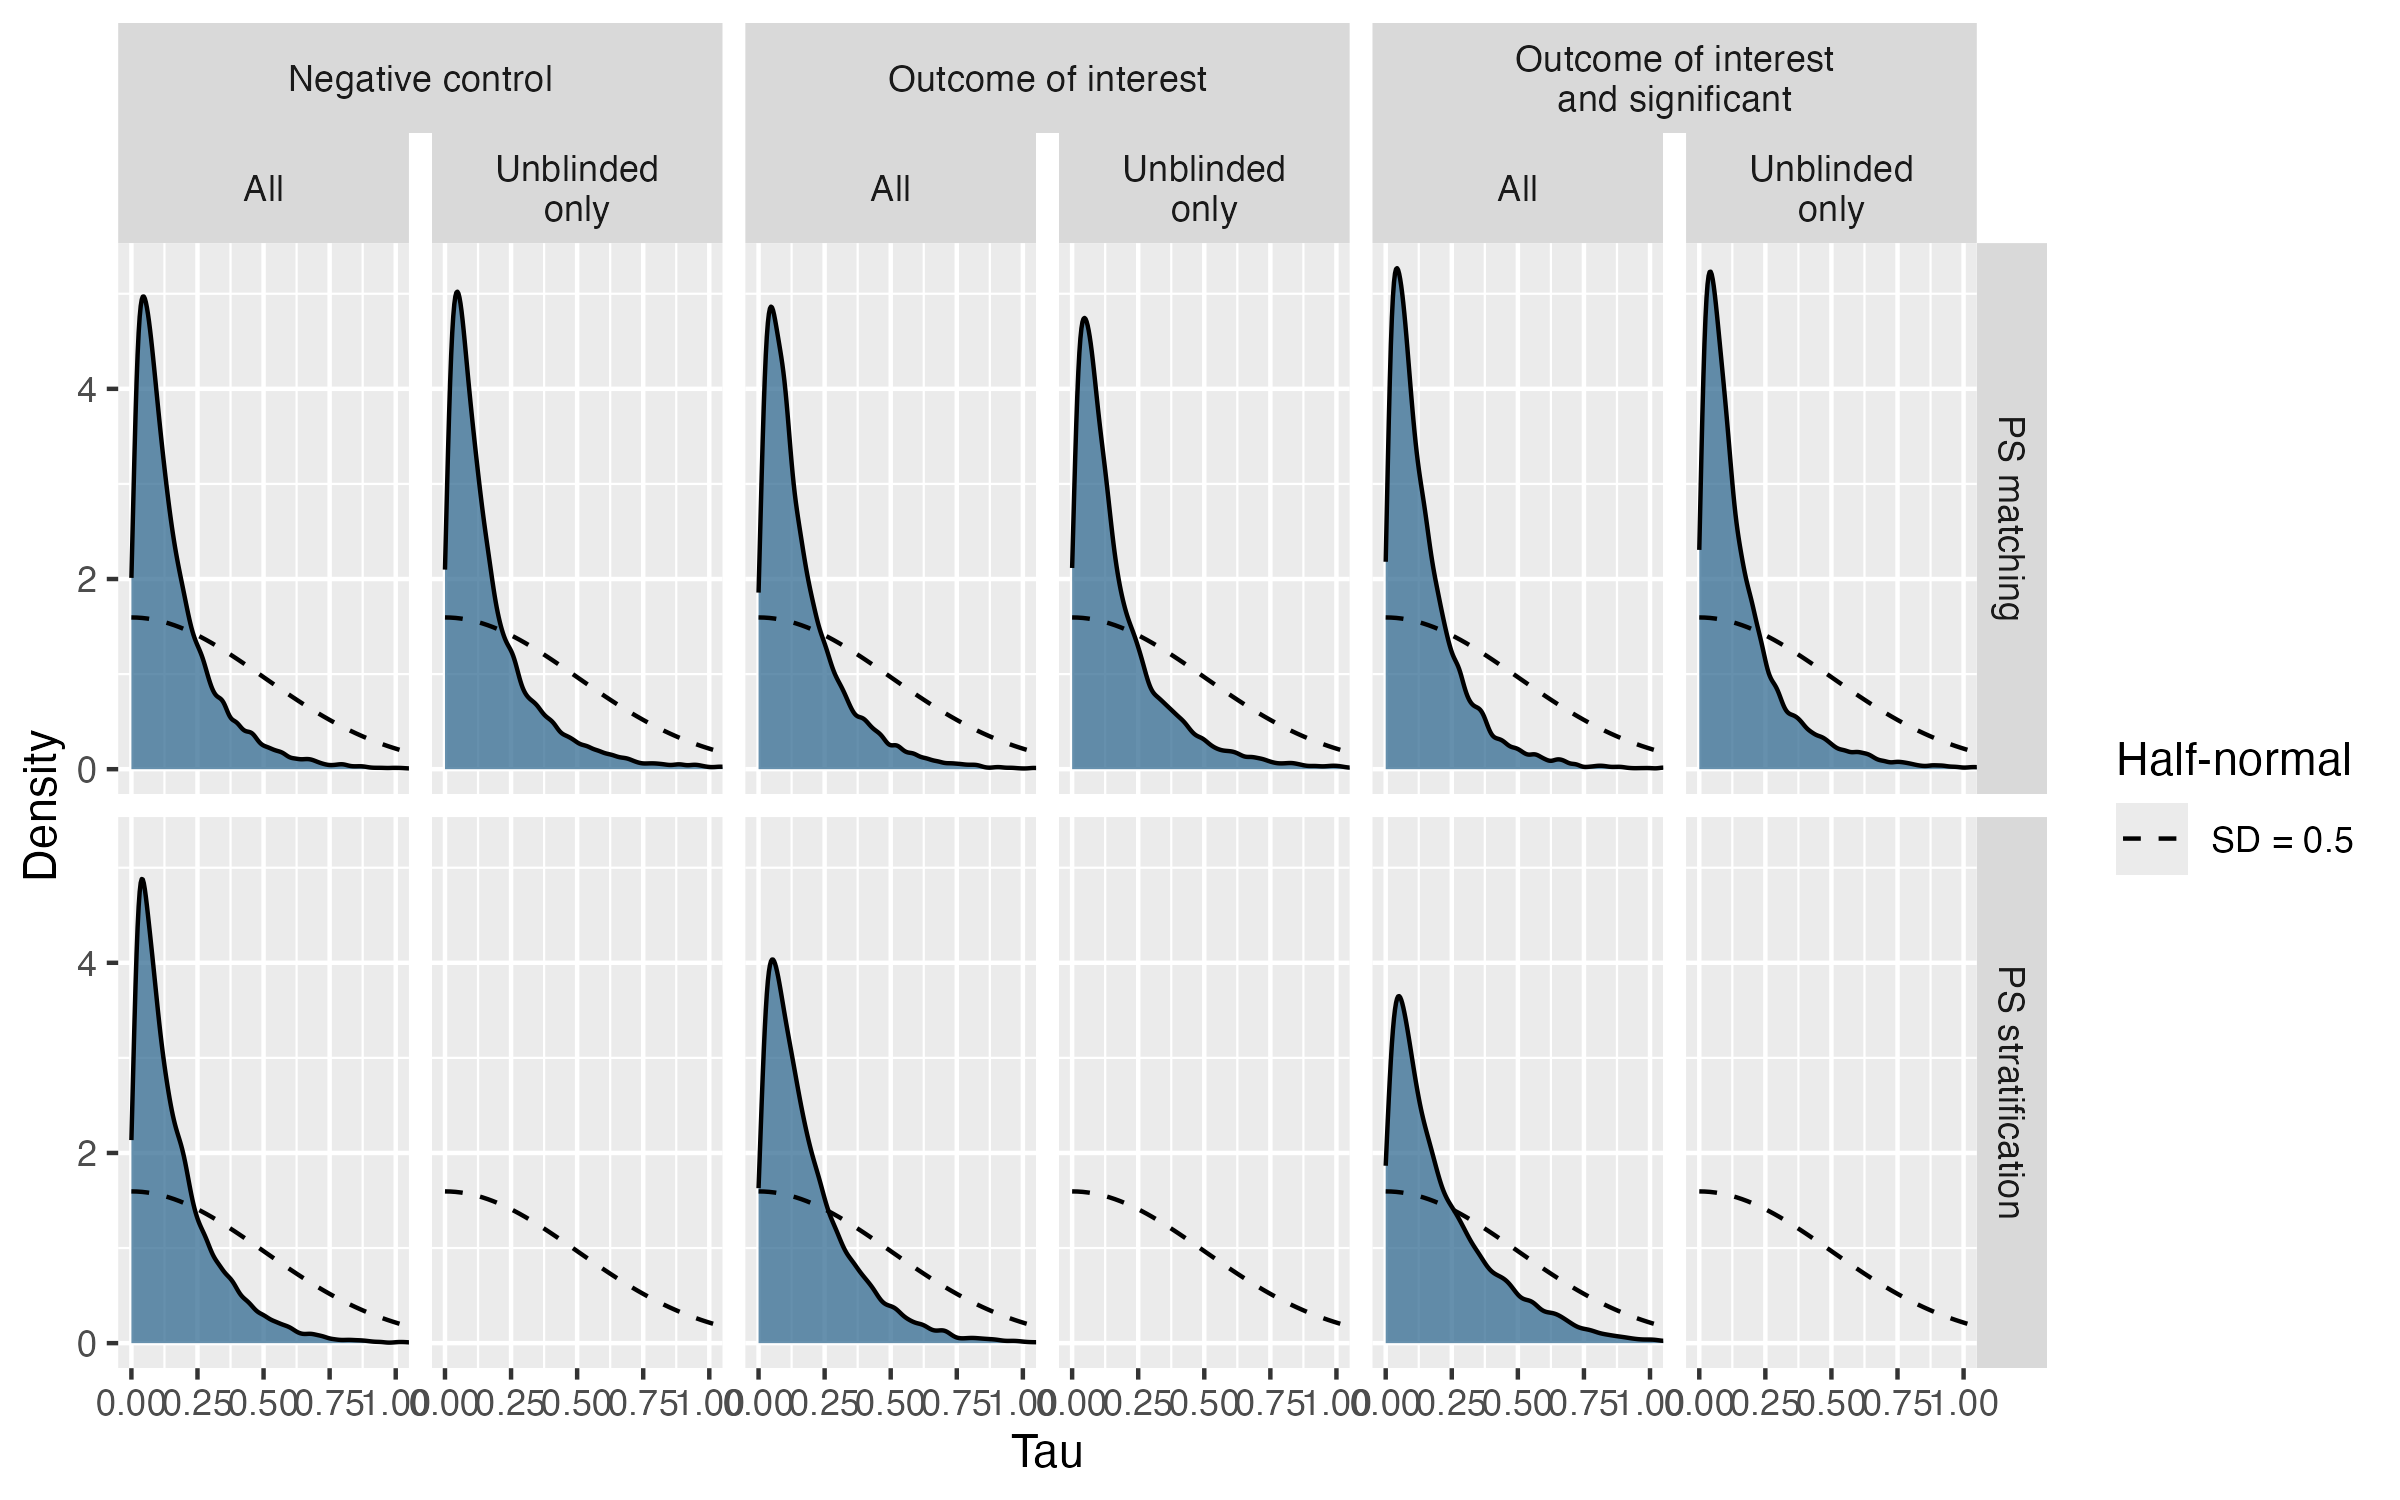 Negative control
Outcome of interest
Outcome of interest
and significant
All
Unblinded
only
All
Unblinded
only
All
Unblinded
only
4
2
0
PS matching
4
2
0
PS stratification
Density
0.00 0.25 0.50 0.75 1.00 0.00 0.25 0.50 0.75 1.00 0.00 0.25 0.50 0.75 1.00 0.00 0.25 0.50 0.75 1.00 0.00 0.25 0.50 0.75 1.00 0.00 0.25 0.50 0.75 1.00
Tau
Half-normal
SD = 0.5